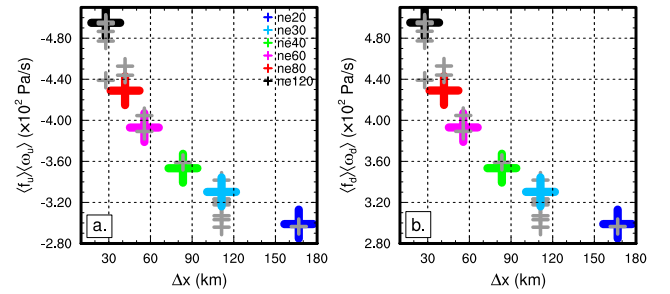 ⟨f_u⟩⟨ω_u⟩ (×10² Pa/s)
-4.80
-4.40
-4.00
-3.60
-3.20
-2.80
ne20
ne30
ne40
ne60
ne80
ne120
a.
0 30 60 90 120 150 180
Δx (km)
⟨f_d⟩⟨ω_d⟩ (×10² Pa/s)
4.80
4.40
4.00
3.60
3.20
2.80
b.
0 30 60 90 120 150 180
Δx (km)